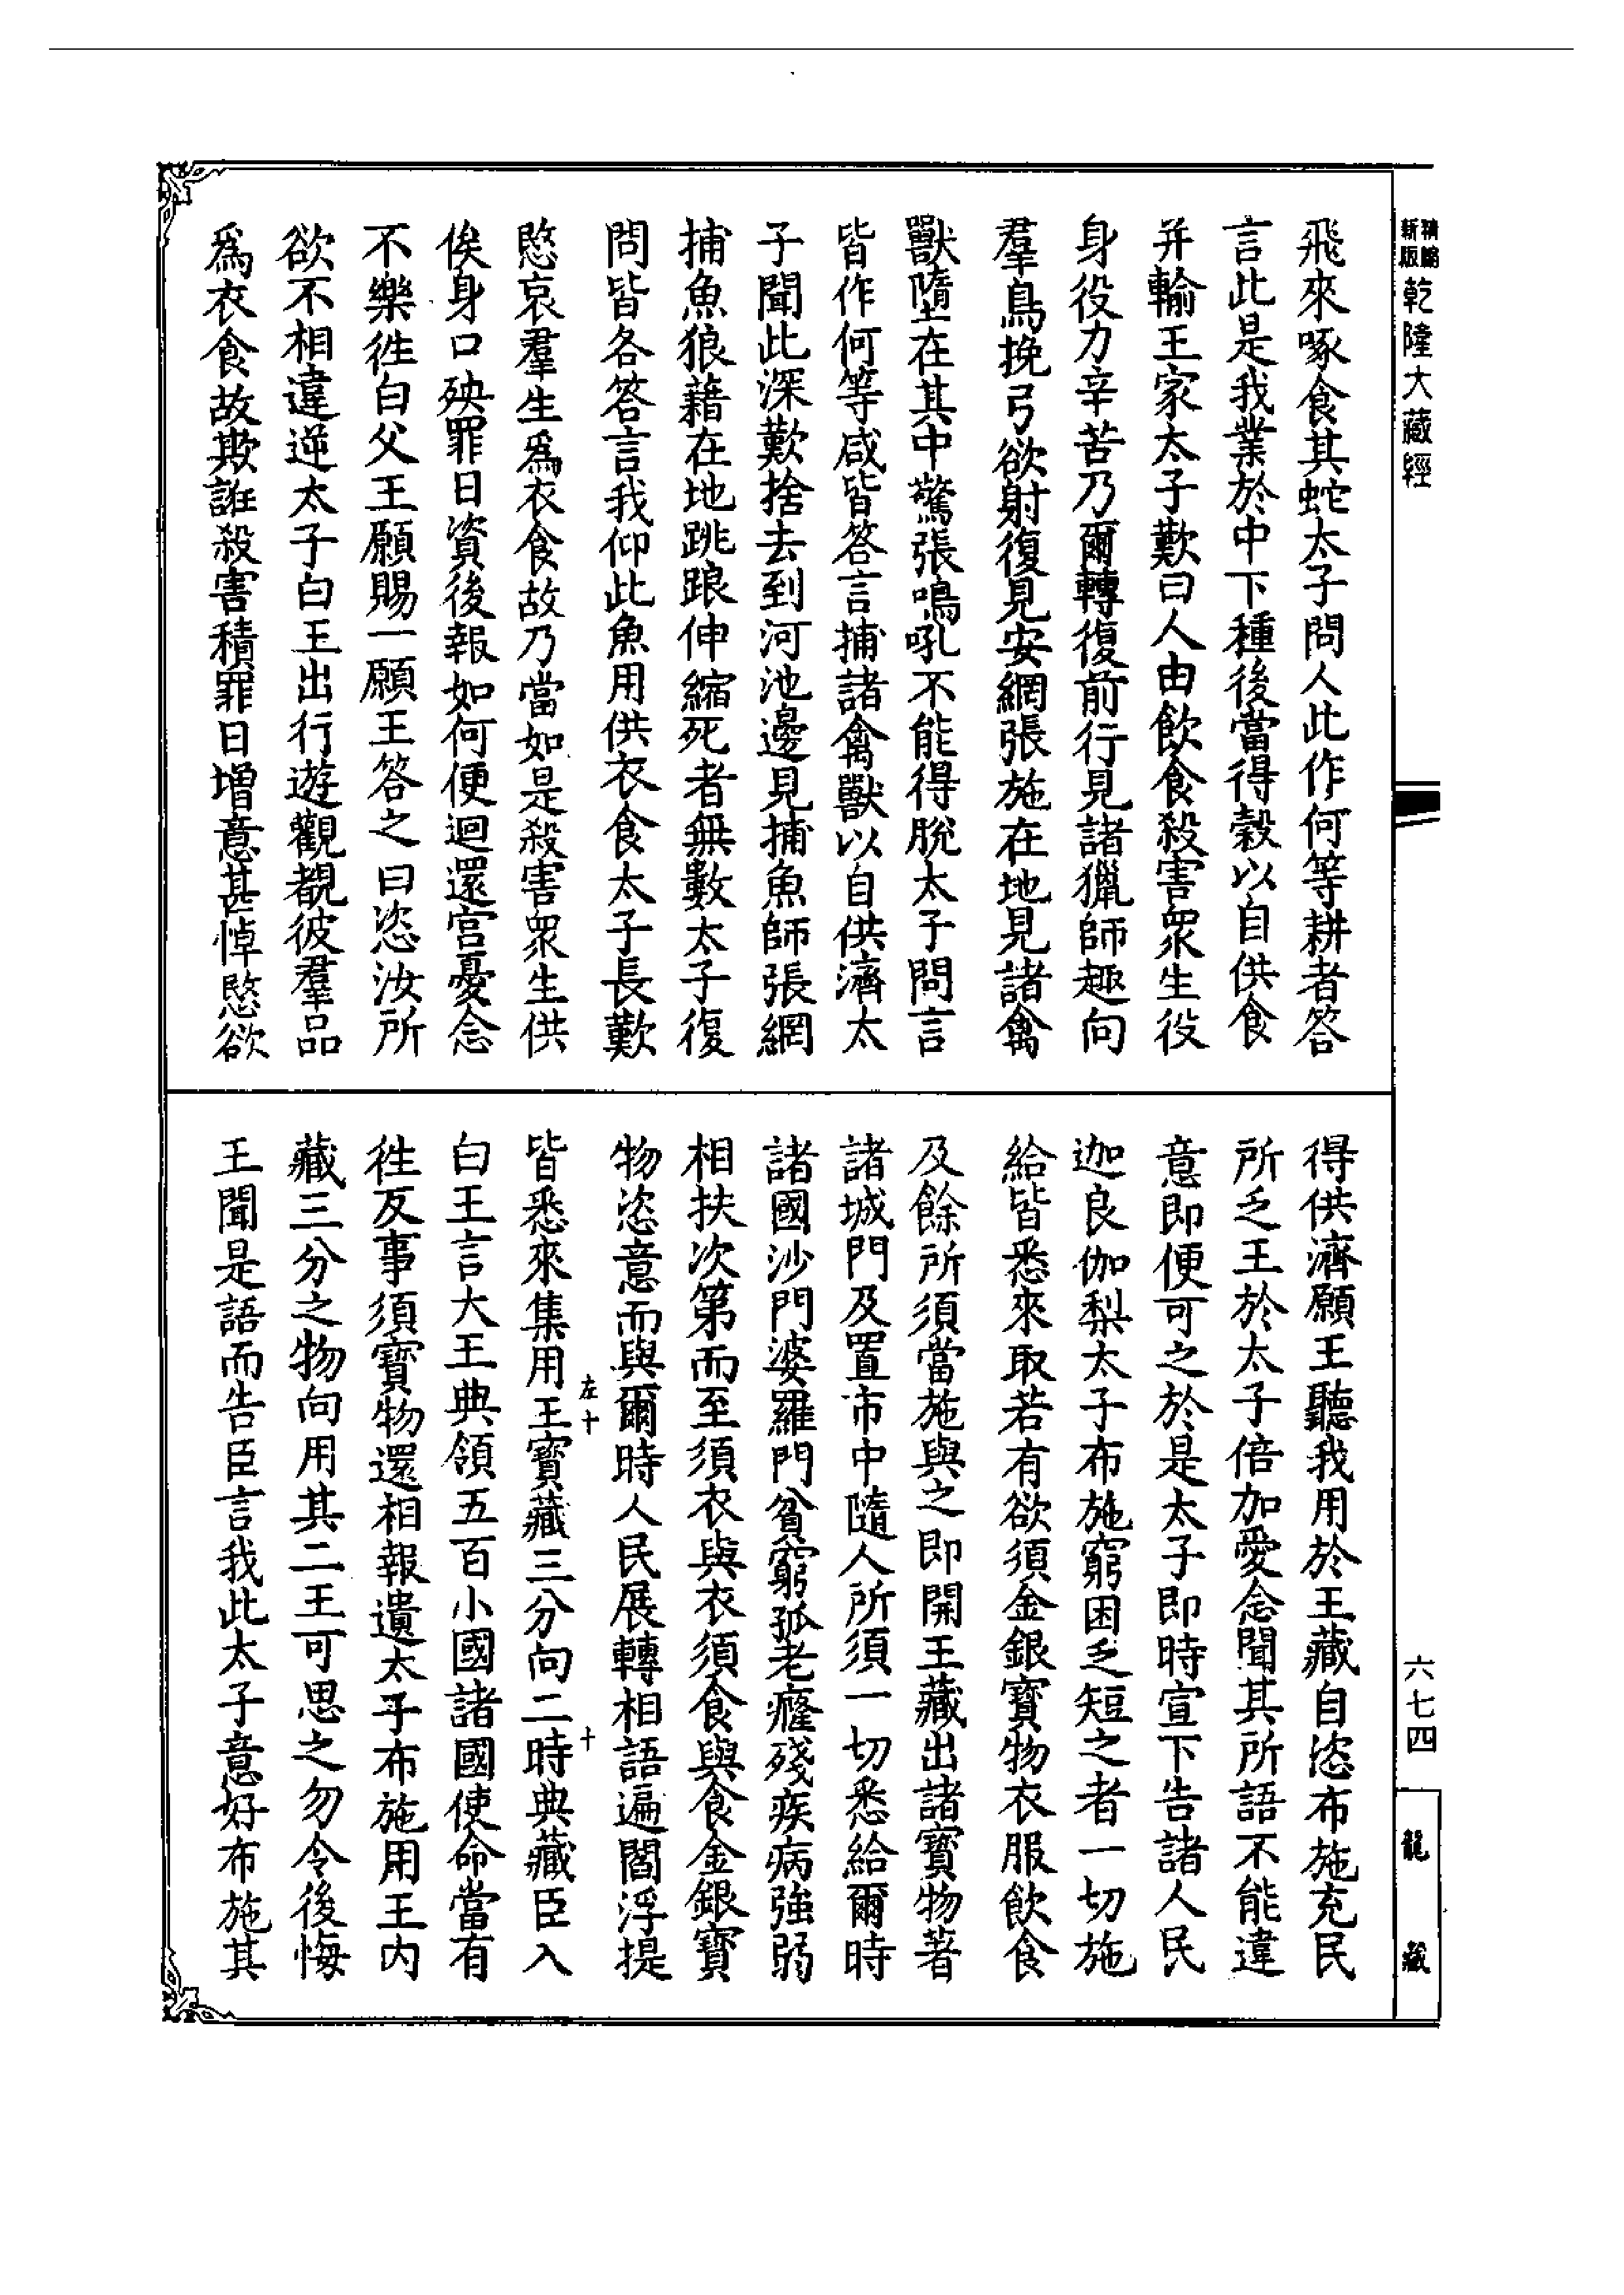 精縮新版乾隆大藏經
飛來啄食其蛇太子問人此作何等耕者答
言此是我業於中下種後當得穀以自供食
并輸王家太子歎曰人由飲食殺害衆生役
身役力辛苦乃爾轉復前行見諸獵師趣向
羣鳥挽弓欲射復見安網張施在地見諸禽
獸墮在其中驚張鳴吼不能得脫太子問言
皆作何等咸皆答言捕諸禽獸以自供濟太
子聞此深歎捨去到河池邊見捕魚師張網
捕魚狼藉在地跳踉伸縮死者無數太子復
問皆各答言我仰此魚用供衣食太子長歎
愍哀羣生爲衣食故乃當如是殺害衆生供
俟身口殃罪日資後報如何便迴還宮憂念
不樂徃白父王願賜一願王答之曰恣汝所
欲不相違逆太子白王出行遊觀覩彼羣品
爲衣食故欺誑殺害積罪日增意甚悼愍欲
得供濟願王聽我用於王藏自恣布施充民
所乏王於太子倍加愛念聞其所語不能違
意即便可之於是太子即時宣下告諸人民
迦良伽梨太子布施窮困乏短之者一切施
給皆悉來取若有欲須金銀寶物衣服飲食
及餘所須當施與之即開王藏出諸寶物著
諸城門及置市中隨人所須一切悉給爾時
諸國沙門婆羅門貧窮孤老癃殘疾病強弱
相扶次第而至須衣與衣須食與食金銀寶
物恣意而與爾時人民展轉相語遍閻浮提
左十 十
皆悉來集用王寶藏三分向二時典藏臣入
白王言大王典領五百小國諸國使命當有
徃反事須寶物還相報遺太子布施用王内
藏三分之物向用其二王可思之勿令後悔
王聞是語而告臣言我此太子意好布施其
六七四
龍藏